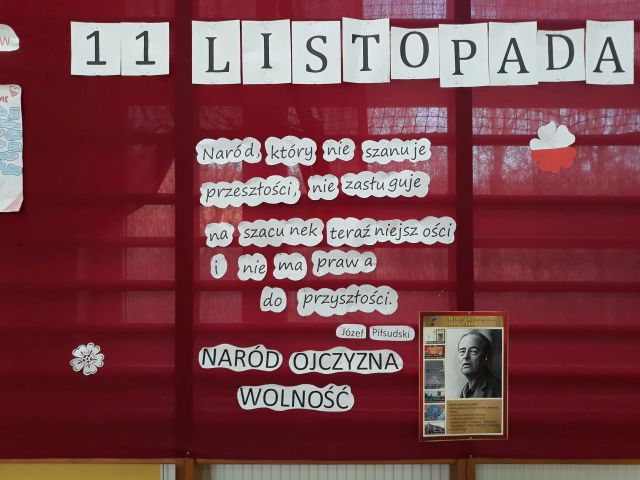 11 LISTOPADA
Naród, który nie szanuje
przeszłości, nie zasługuje
na szacunek teraźniejszości
i nie ma prawa
do przyszłości.
Józef Piłsudski
NARÓD OJCZYZNA
WOLNOŚĆ